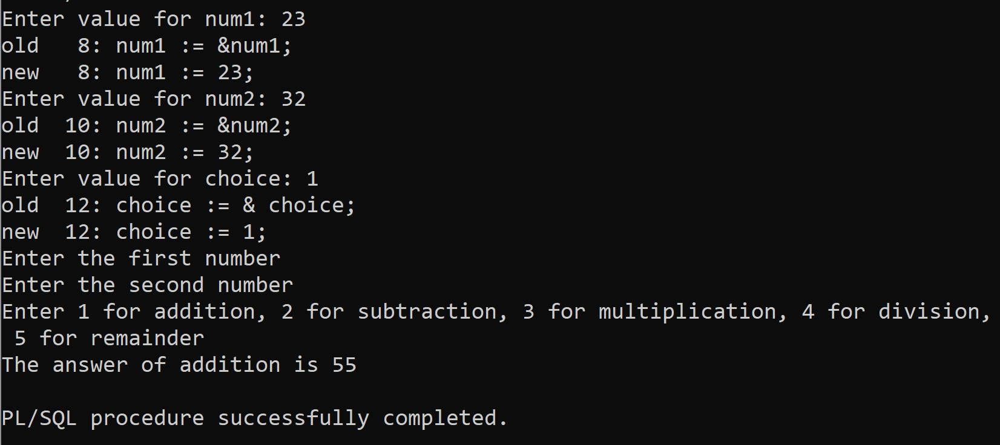 Enter value for num1: 23
old   8: num1 := &num1;
new   8: num1 := 23;
Enter value for num2: 32
old  10: num2 := &num2;
new  10: num2 := 32;
Enter value for choice: 1
old  12: choice := & choice;
new  12: choice := 1;
Enter the first number
Enter the second number
Enter 1 for addition, 2 for subtraction, 3 for multiplication, 4 for division,
 5 for remainder
The answer of addition is 55
PL/SQL procedure successfully completed.